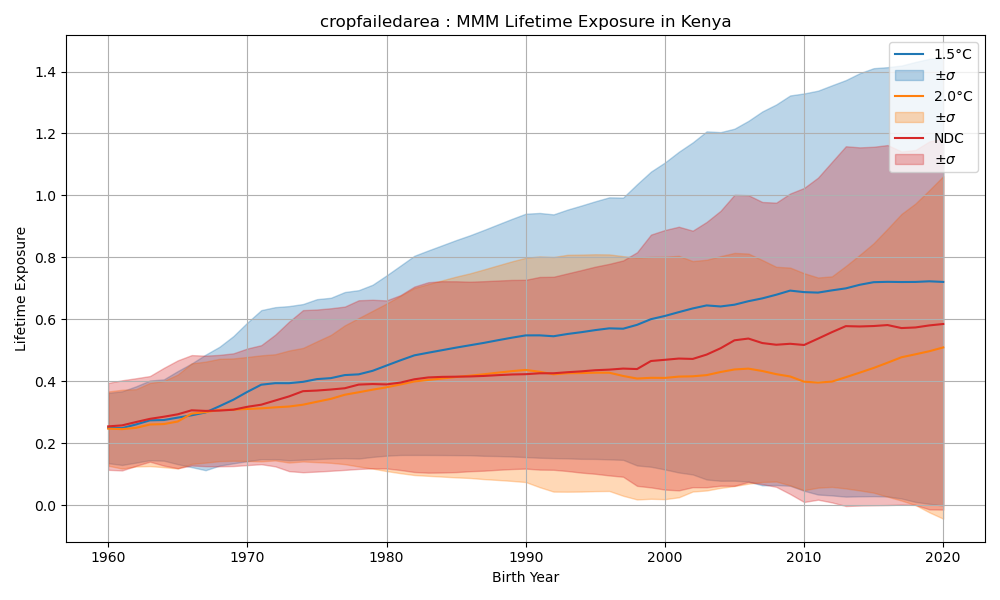 cropfailedarea : MMM Lifetime Exposure in Kenya
1.5°C
±σ
2.0°C
±σ
NDC
±σ
Lifetime Exposure
1.4
1.2
1.0
0.8
0.6
0.4
0.2
0.0
1960
1970
1980
1990
2000
2010
2020
Birth Year